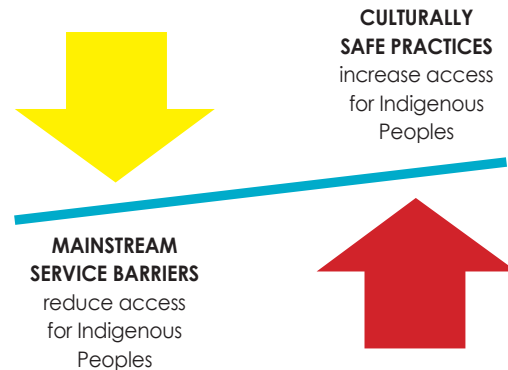 CULTURALLY
SAFE PRACTICES
increase access
for Indigenous
Peoples
MAINSTREAM
SERVICE BARRIERS
reduce access
for Indigenous
Peoples